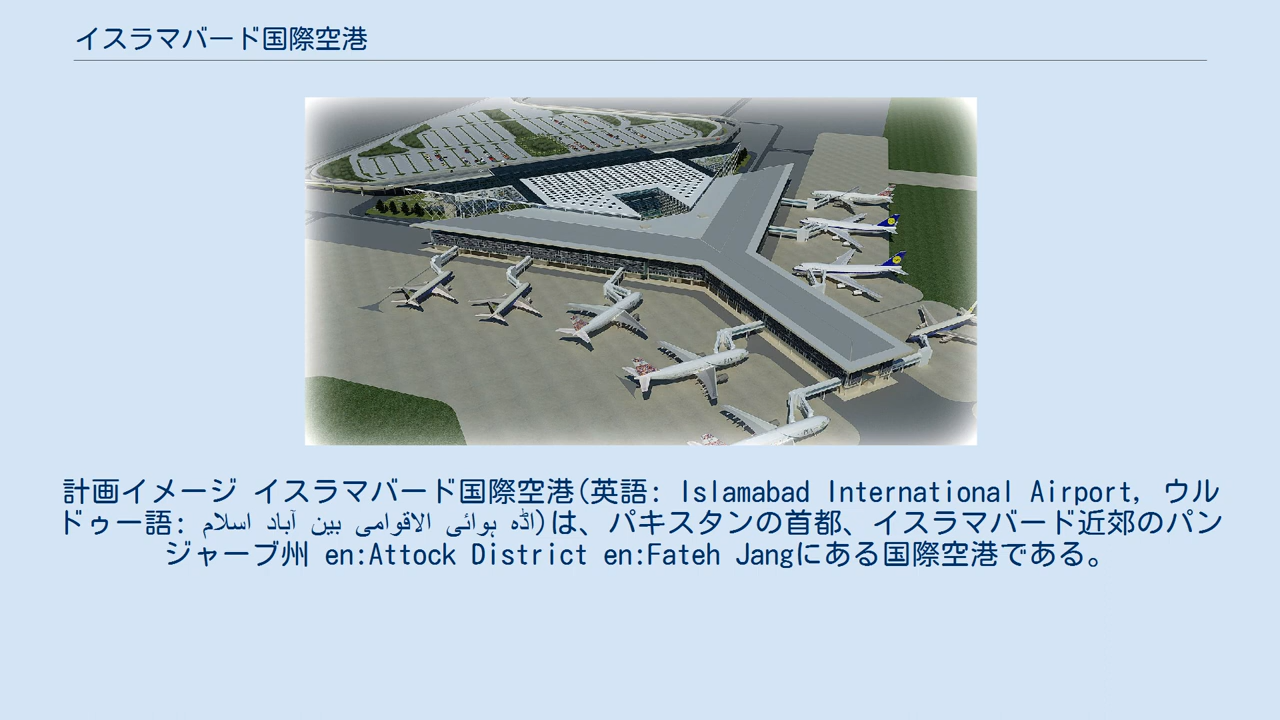 イスラマバード国際空港
計画イメージ イスラマバード国際空港(英語: Islamabad International Airport, ウル
ドゥー語: اسلام آباد بین الاقوامی ہوائی اڈہ)は、パキスタンの首都、イスラマバード近郊のパン
ジャーブ州 en:Attock District en:Fateh Jangにある国際空港である。